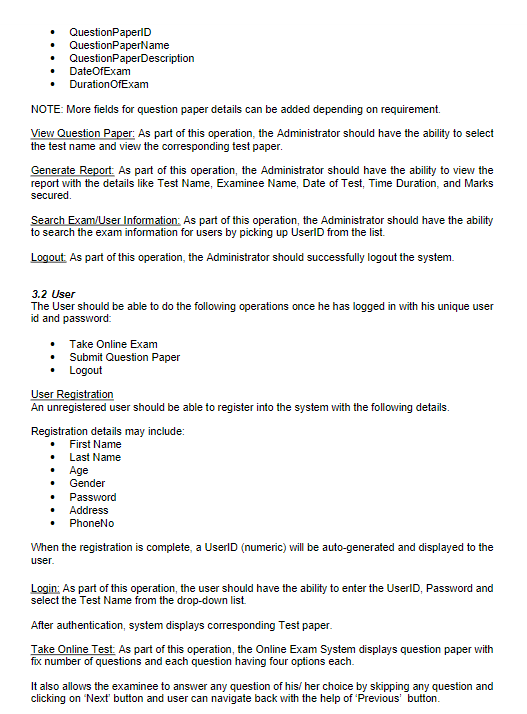 • QuestionPaperID
• QuestionPaperName
• QuestionPaperDescription
• DateOfExam
• DurationOfExam
NOTE: More fields for question paper details can be added depending on requirement.
View Question Paper: As part of this operation, the Administrator should have the ability to select
the test name and view the corresponding test paper.
Generate Report: As part of this operation, the Administrator should have the ability to view the
report with the details like Test Name, Examinee Name, Date of Test, Time Duration, and Marks
secured.
Search Exam/User Information: As part of this operation, the Administrator should have the ability
to search the exam information for users by picking up UserID from the list.
Logout: As part of this operation, the Administrator should successfully logout the system.
3.2 User
The User should be able to do the following operations once he has logged in with his unique user
id and password:
• Take Online Exam
• Submit Question Paper
• Logout
User Registration
An unregistered user should be able to register into the system with the following details.
Registration details may include:
• First Name
• Last Name
• Age
• Gender
• Password
• Address
• PhoneNo
When the registration is complete, a UserID (numeric) will be auto-generated and displayed to the
user.
Login: As part of this operation, the user should have the ability to enter the UserID, Password and
select the Test Name from the drop-down list.
After authentication, system displays corresponding Test paper.
Take Online Test: As part of this operation, the Online Exam System displays question paper with
fix number of questions and each question having four options each.
It also allows the examinee to answer any question of his/ her choice by skipping any question and
clicking on 'Next' button and user can navigate back with the help of 'Previous' button.